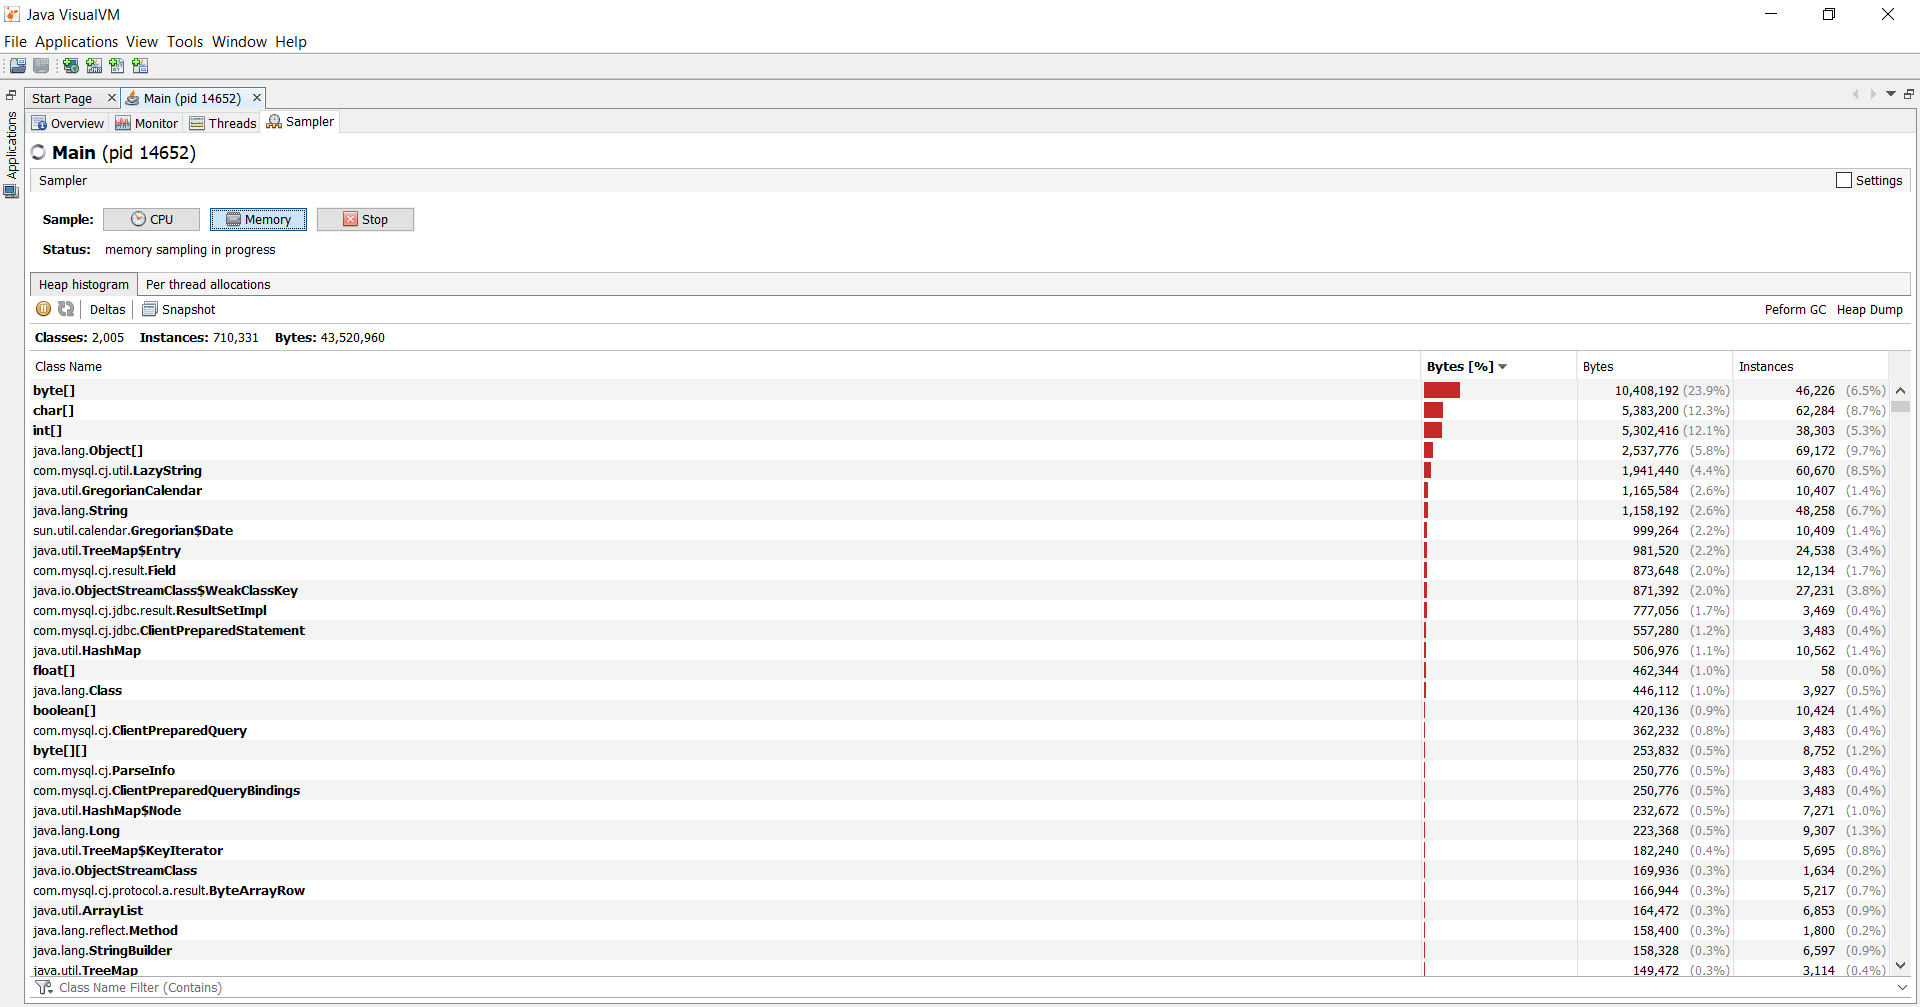 Java VisualVM
File Applications View Tools Window Help
Start Page Main (pid 14652)
Applications
Overview Monitor Threads Sampler
Main (pid 14652)
Sampler Settings
Sample: CPU Memory Stop
Status: memory sampling in progress
Heap histogram Per thread allocations
Deltas Snapshot Peform GC Heap Dump
Classes: 2,005 Instances: 710,331 Bytes: 43,520,960
Class Name Bytes [%] Bytes Instances
byte[] 10,408,192 (23.9%) 46,226 (6.5%)
char[] 5,383,200 (12.3%) 62,284 (8.7%)
int[] 5,302,416 (12.1%) 38,303 (5.3%)
java.lang.Object[] 2,537,776 (5.8%) 69,172 (9.7%)
com.mysql.cj.util.LazyString 1,941,440 (4.4%) 60,670 (8.5%)
java.util.GregorianCalendar 1,165,584 (2.6%) 10,407 (1.4%)
java.lang.String 1,158,192 (2.6%) 48,258 (6.7%)
sun.util.calendar.Gregorian$Date 999,264 (2.2%) 10,409 (1.4%)
java.util.TreeMap$Entry 981,520 (2.2%) 24,538 (3.4%)
com.mysql.cj.result.Field 873,648 (2.0%) 12,134 (1.7%)
java.io.ObjectStreamClass$WeakClassKey 871,392 (2.0%) 27,231 (3.8%)
com.mysql.cj.jdbc.result.ResultSetImpl 777,056 (1.7%) 3,469 (0.4%)
com.mysql.cj.jdbc.ClientPreparedStatement 557,280 (1.2%) 3,483 (0.4%)
java.util.HashMap 506,976 (1.1%) 10,562 (1.4%)
float[] 462,344 (1.0%) 58 (0.0%)
java.lang.Class 446,112 (1.0%) 3,927 (0.5%)
boolean[] 420,136 (0.9%) 10,424 (1.4%)
com.mysql.cj.ClientPreparedQuery 362,232 (0.8%) 3,483 (0.4%)
byte[][] 253,832 (0.5%) 8,752 (1.2%)
com.mysql.cj.ParseInfo 250,776 (0.5%) 3,483 (0.4%)
com.mysql.cj.ClientPreparedQueryBindings 250,776 (0.5%) 3,483 (0.4%)
java.util.HashMap$Node 232,672 (0.5%) 7,271 (1.0%)
java.lang.Long 223,368 (0.5%) 9,307 (1.3%)
java.util.TreeMap$KeyIterator 182,240 (0.4%) 5,695 (0.8%)
java.io.ObjectStreamClass 169,936 (0.3%) 1,634 (0.2%)
com.mysql.cj.protocol.a.result.ByteArrayRow 166,944 (0.3%) 5,217 (0.7%)
java.util.ArrayList 164,472 (0.3%) 6,853 (0.9%)
java.lang.reflect.Method 158,400 (0.3%) 1,800 (0.2%)
java.lang.StringBuilder 158,328 (0.3%) 6,597 (0.9%)
java.util.TreeMap 149,472 (0.3%) 3,114 (0.4%)
Class Name Filter (Contains)